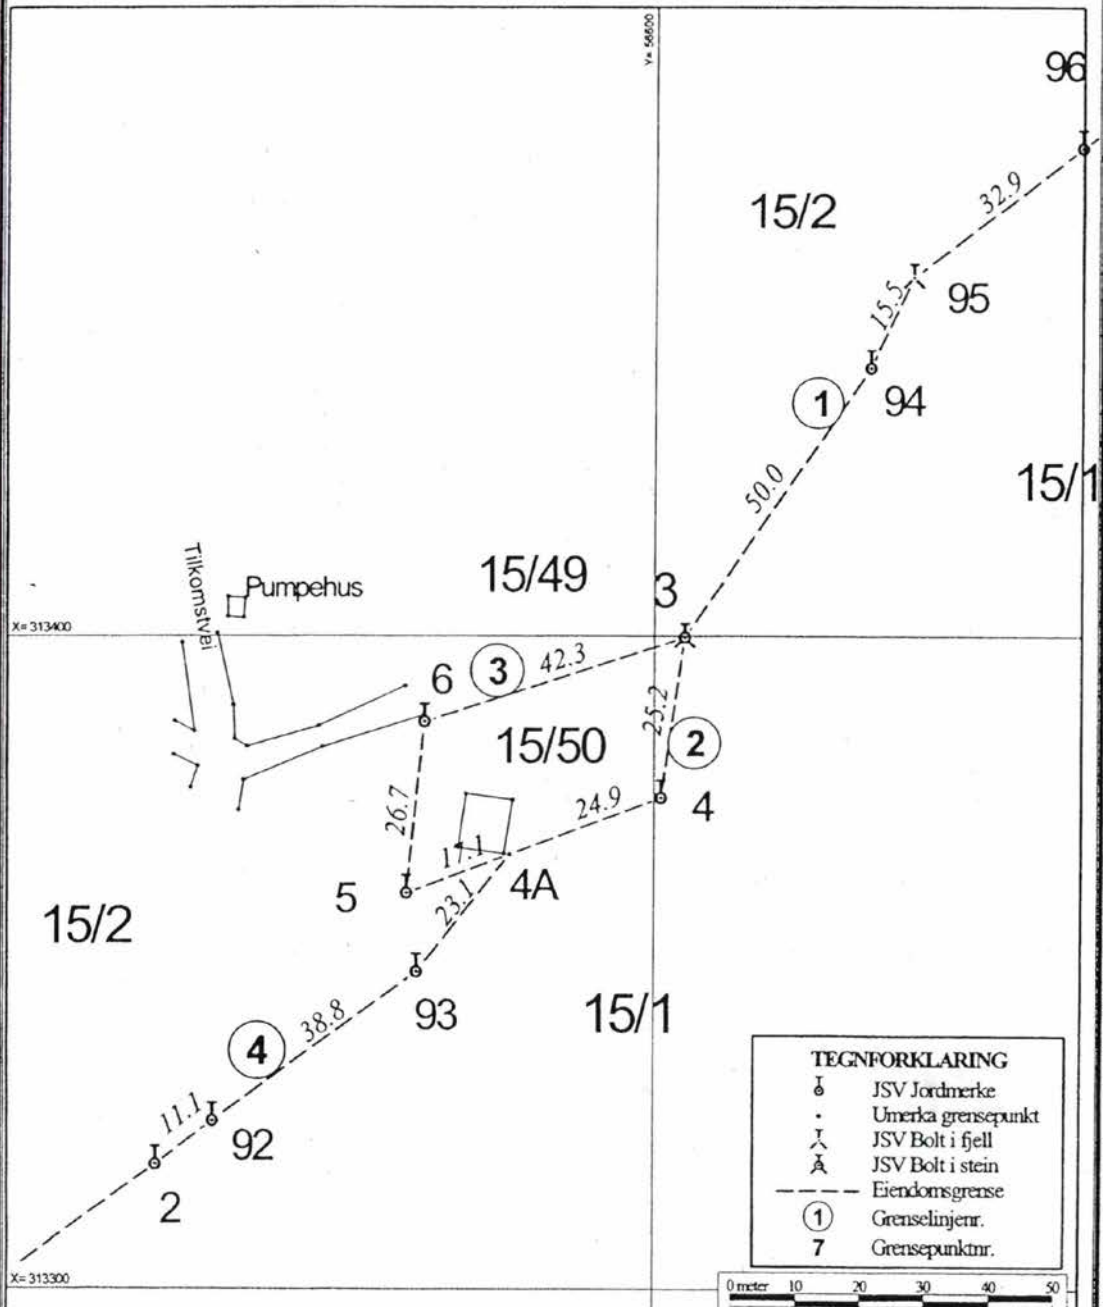 Y= 56600
96
32.9
15/2
95
15.5
94
1
15/1
50.0
Tilkomstvei
Pumpehus
15/49
3
X= 313400
42.3
3
6
25.2
15/50
2
26.7
24.9
4
17.1
4A
5
23.1
15/2
93
15/1
38.8
4
11.1
92
2
TEGNFORKLARING
JSV Jordmerke
Umerka grensepunkt
JSV Bolt i fjell
JSV Bolt i stein
Eiendomsgrense
1 Grenselinjenr.
7 Grensepunktnr.
X= 313300
0 meter 10 20 30 40 50